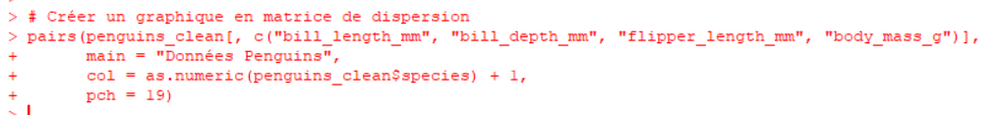 > # Créer un graphique en matrice de dispersion
> pairs(penguins_clean[, c("bill_length_mm", "bill_depth_mm", "flipper_length_mm", "body_mass_g")],
+       main = "Données Penguins",
+       col = as.numeric(penguins_clean$species) + 1,
+       pch = 19)
>